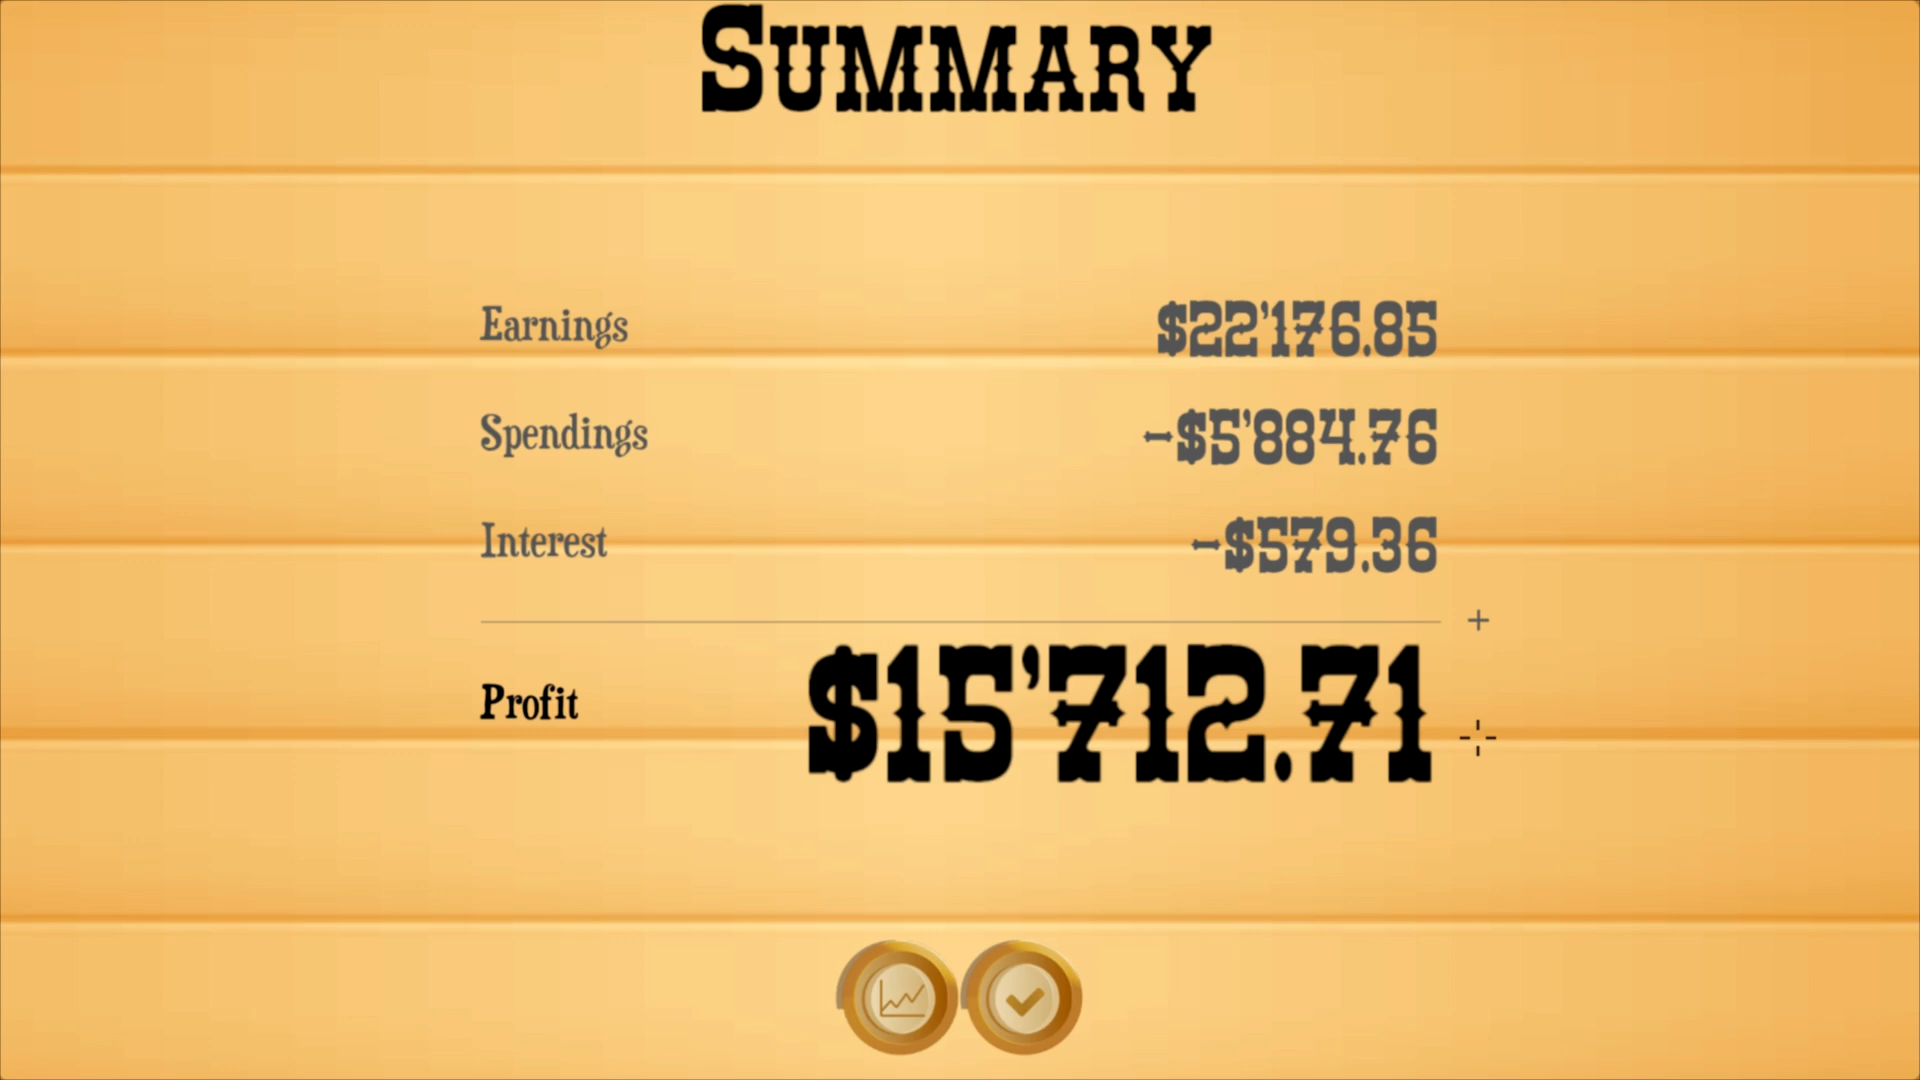 Summary
Earnings $22'176.85
Spendings -$5'884.76
Interest -$579.36
+
Profit $15'712.71